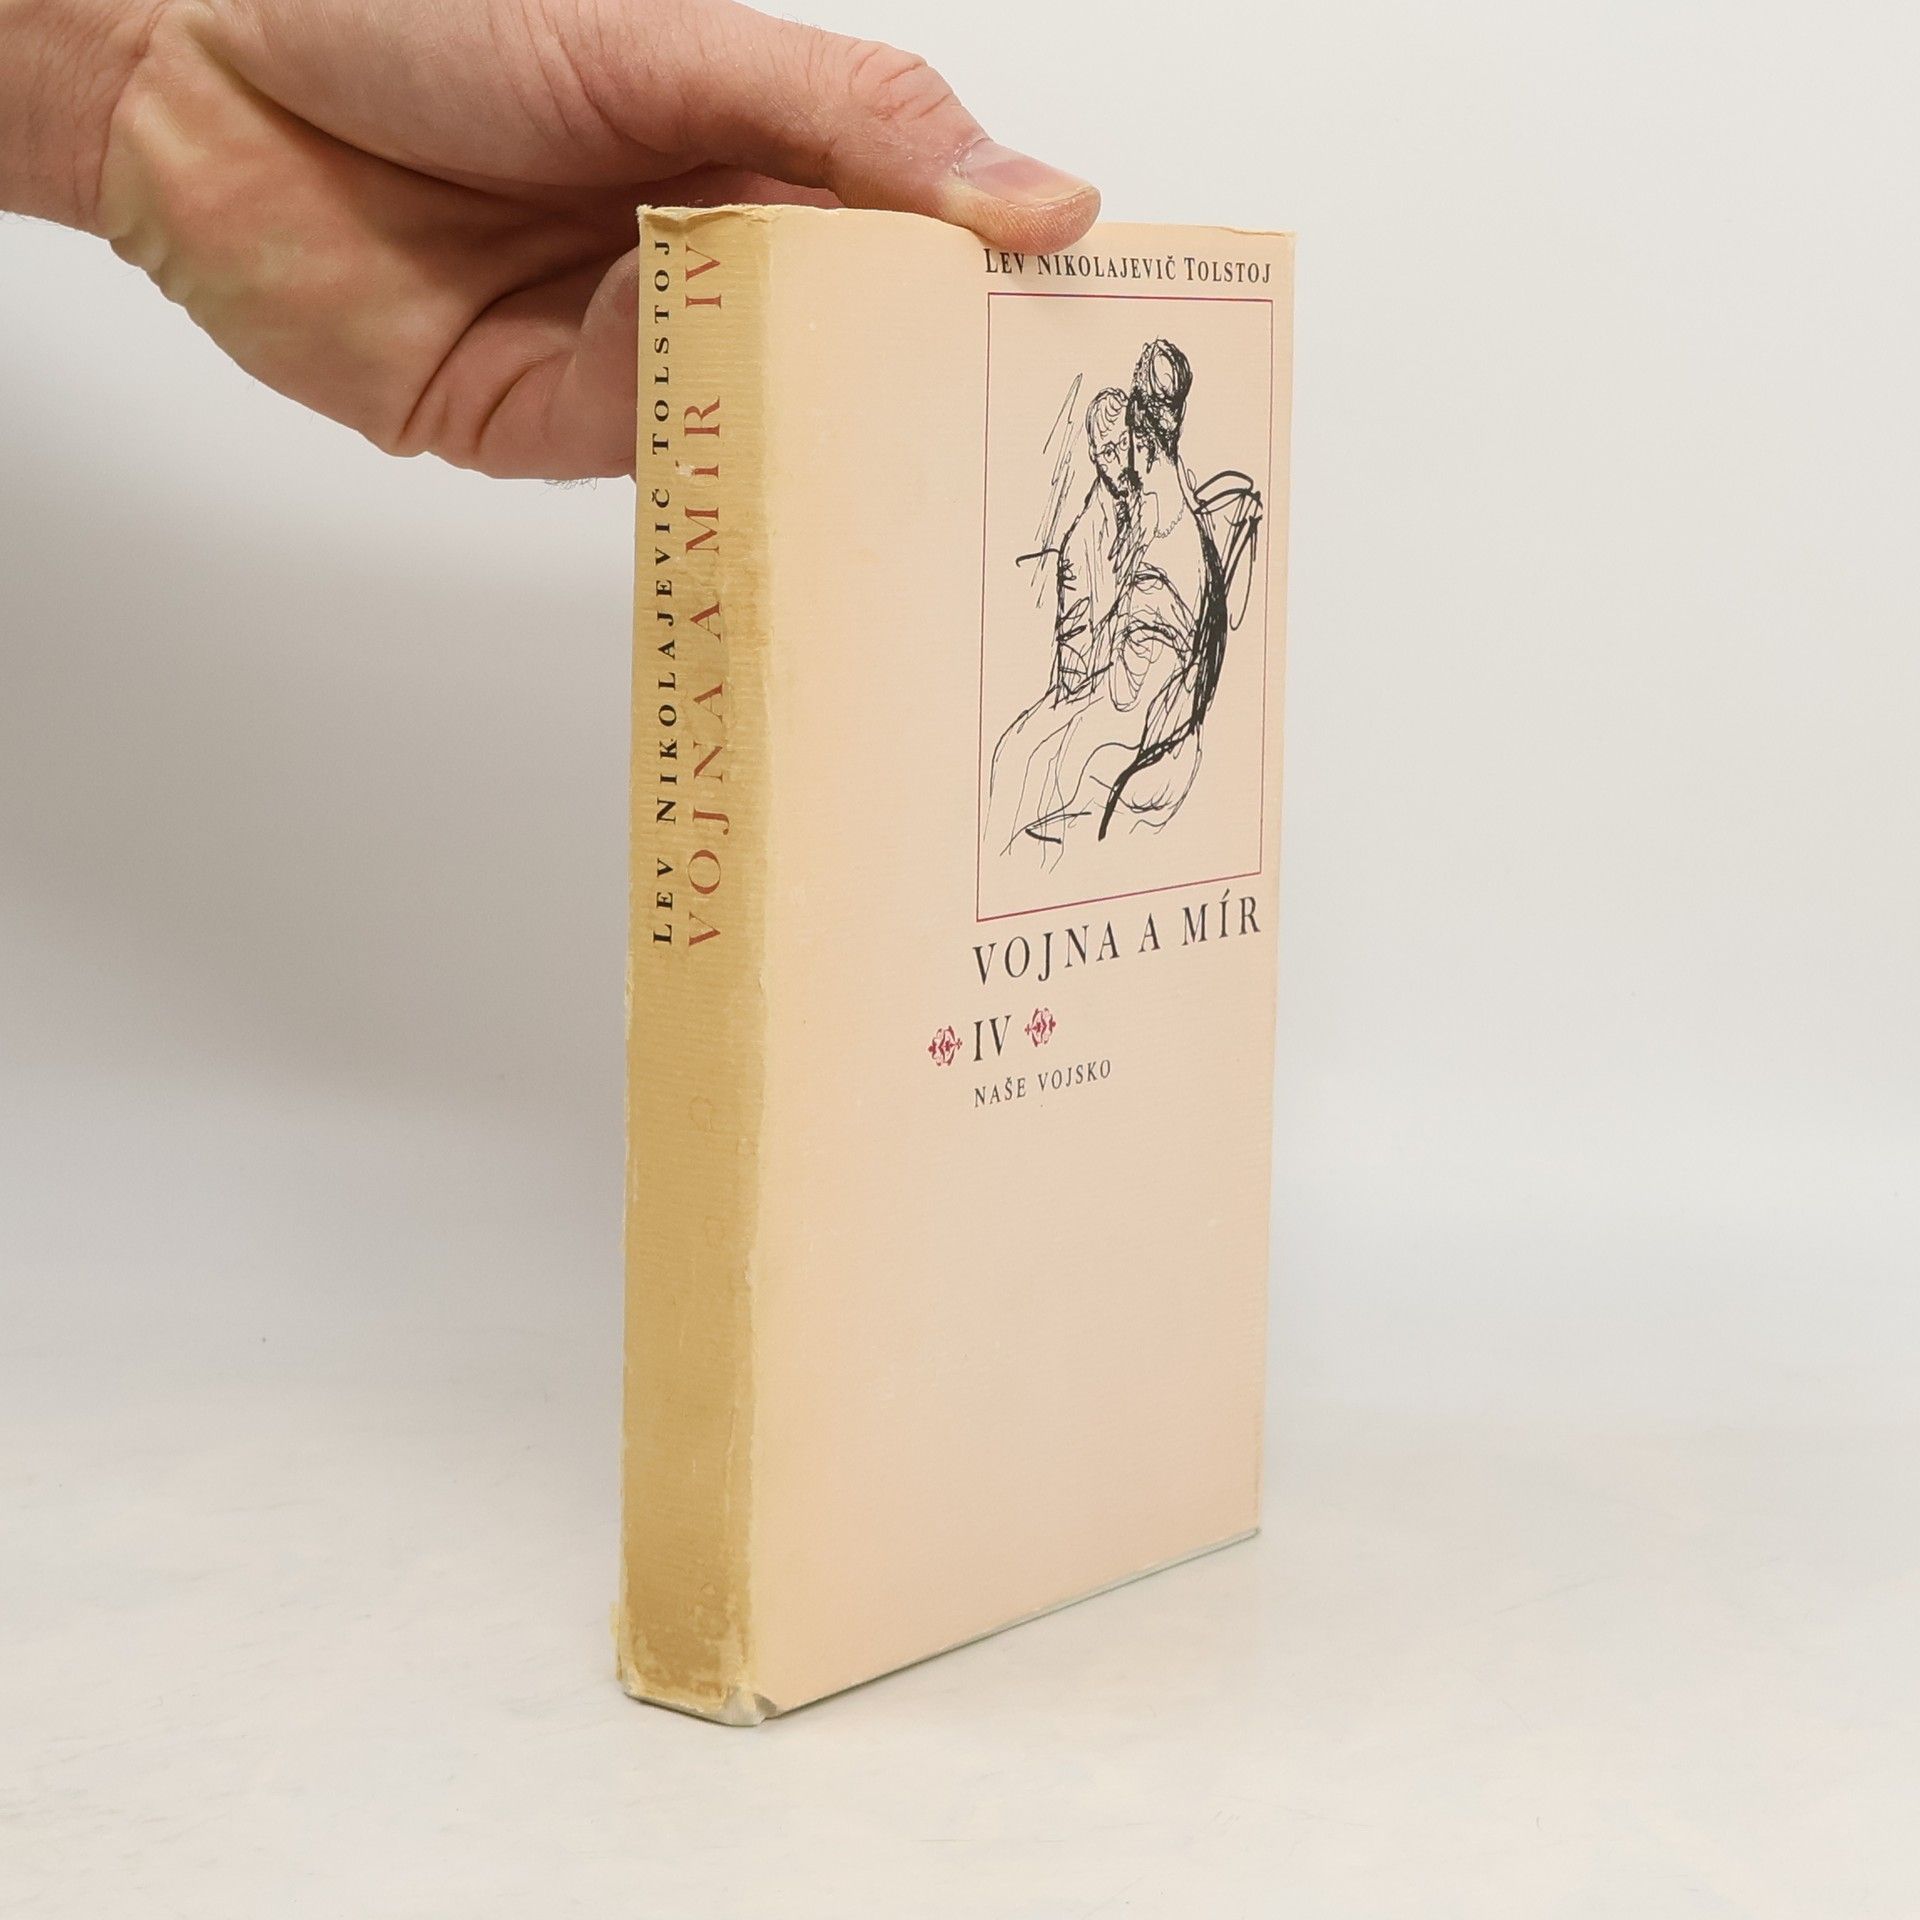 LEV NIKOLAJEVIČ TOLSTOJ
VOJNA A MÍR IV
LEV NIKOLAJEVIČ TOLSTOJ
VOJNA A MÍR
IV
NAŠE VOJSKO